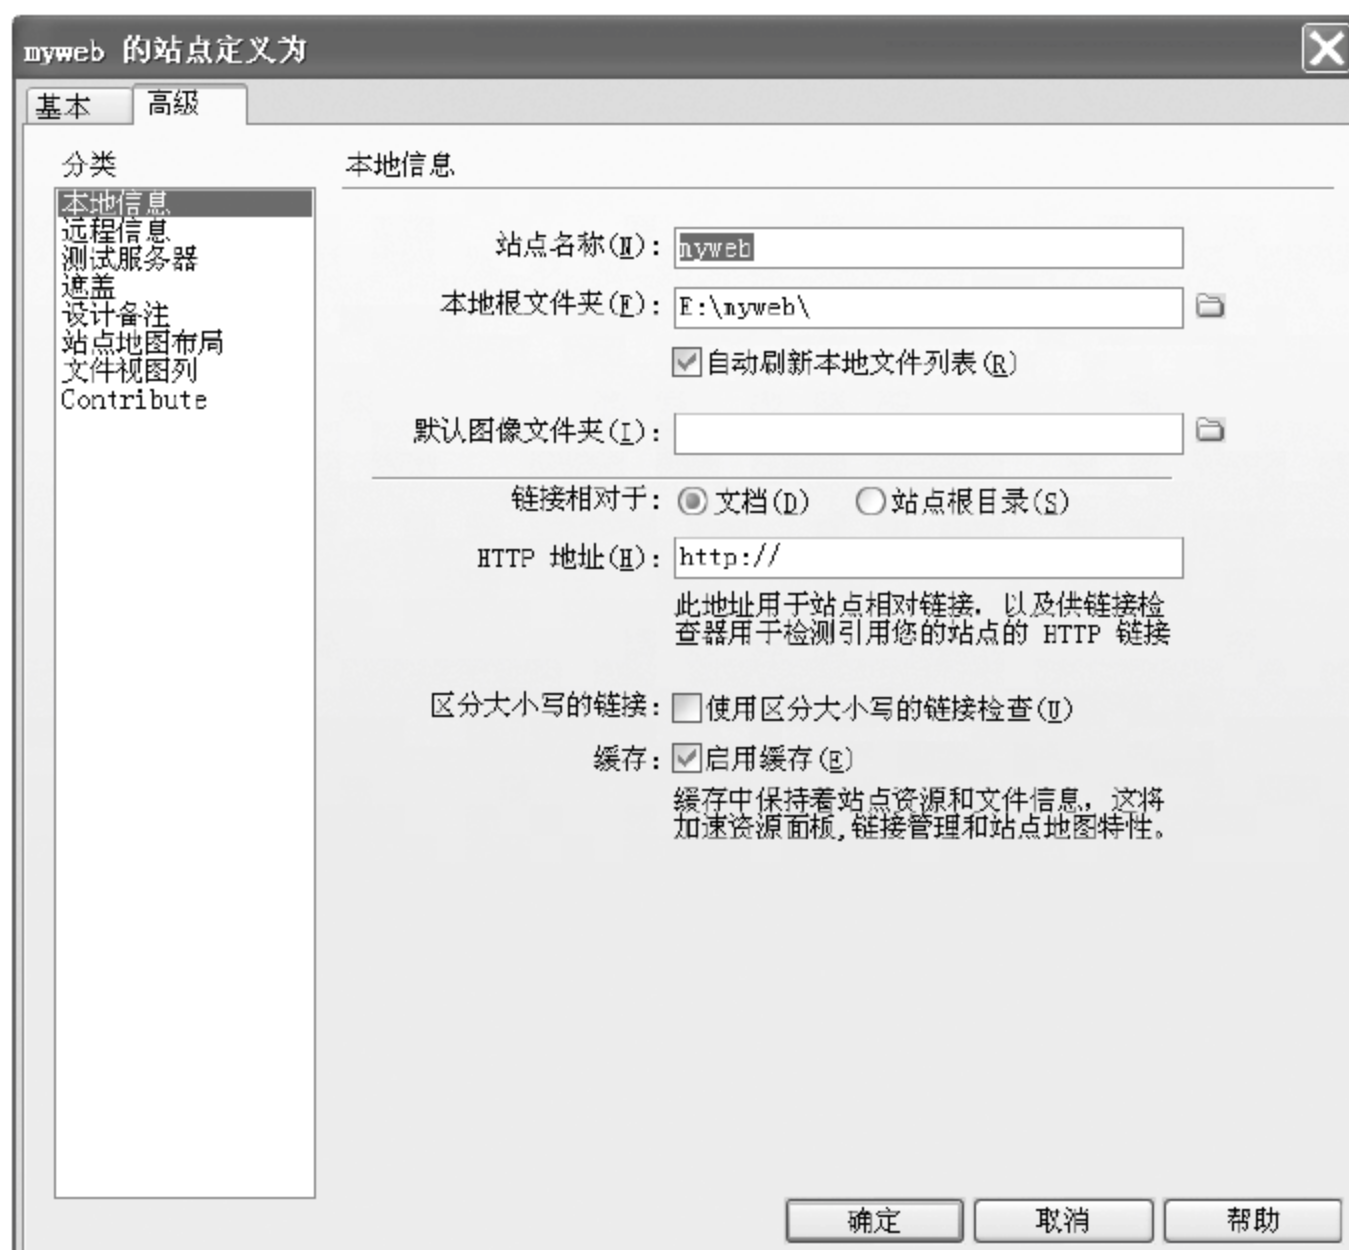 myweb 的站点定义为
基本
高级
分类
本地信息
远程信息
测试服务器
遮盖
设计备注
站点地图布局
文件视图列
Contribute
本地信息
站点名称(N): myweb
本地根文件夹(F): E:\myweb\
自动刷新本地文件列表(R)
默认图像文件夹(I):
链接相对于: 文档(D) 站点根目录(S)
HTTP 地址(H): http://
此地址用于站点相对链接，以及供链接检
查器用于检测引用您的站点的 HTTP 链接
区分大小写的链接: 使用区分大小写的链接检查(U)
缓存: 启用缓存(E)
缓存中保持着站点资源和文件信息，这将
加速资源面板,链接管理和站点地图特性。
确定
取消
帮助